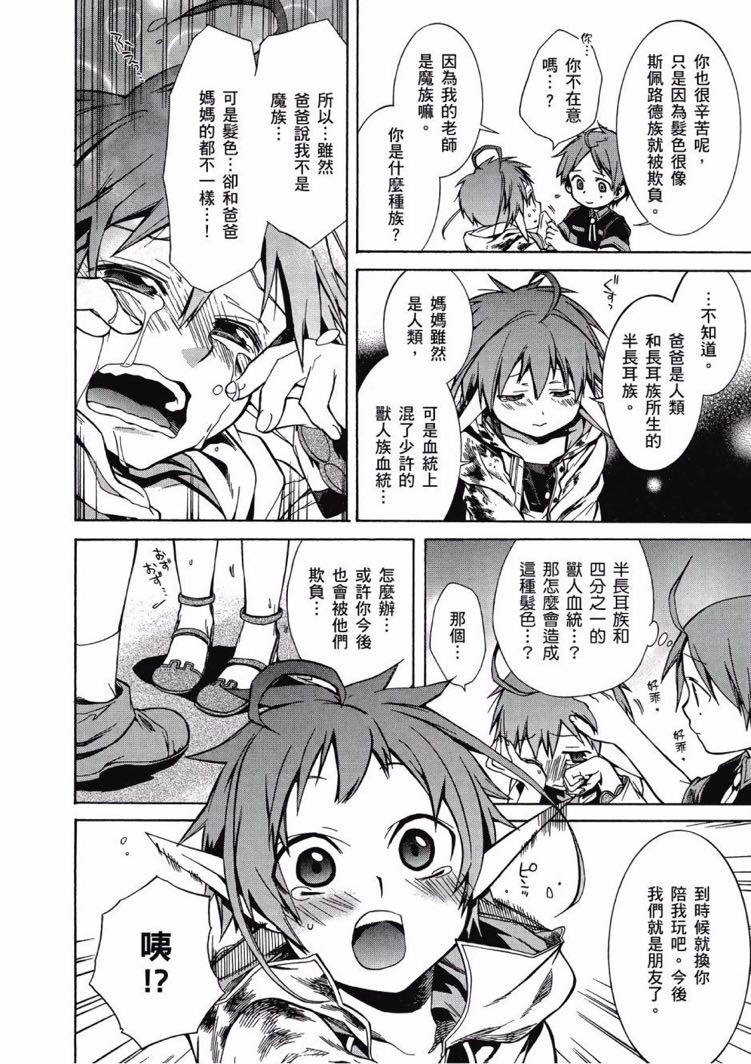 你也很辛苦呢，
只是因為髮色很像
斯佩路德族就被欺負。
你…
你不在意
嗎…？
因為我的老師
是魔族嘛。
你是什麼種族？
…不知道。
爸爸是人類
和長耳族所生的
半長耳族。
ぐすっ
媽媽雖然
是人類，
可是血統上
混了少許的
獸人族血統…
所以…雖然
爸爸說我不是
魔族…
可是髮色…卻和爸爸
媽媽的都不一樣…！
半長耳族和
四分之一的
獸人血統…？
那怎麼會造成
這種髮色…？
好乖。
好乖。
那個…
怎麼辦…
或許你今後
也會被他們
欺負…
おず…
おず…
到時候就換你
陪我玩吧。今後
我們就是朋友了。
ピン
咦
!?